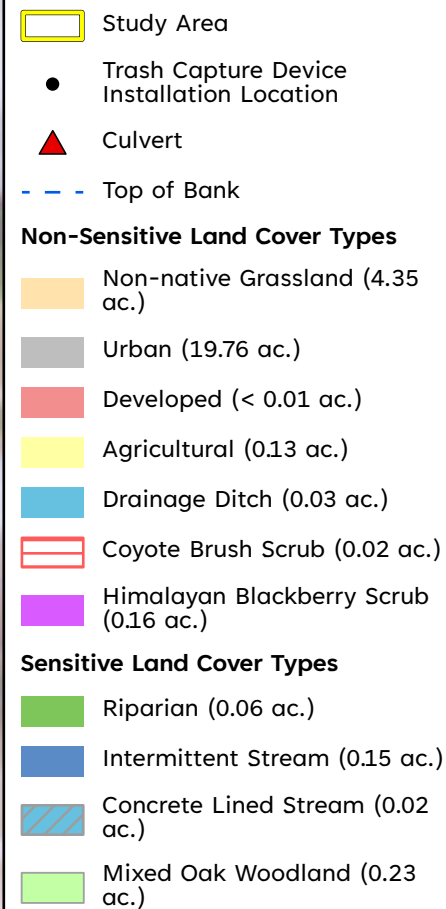 Study Area
Trash Capture Device
Installation Location
Culvert
Top of Bank
Non-Sensitive Land Cover Types
Non-native Grassland (4.35
ac.)
Urban (19.76 ac.)
Developed (< 0.01 ac.)
Agricultural (0.13 ac.)
Drainage Ditch (0.03 ac.)
Coyote Brush Scrub (0.02 ac.)
Himalayan Blackberry Scrub
(0.16 ac.)
Sensitive Land Cover Types
Riparian (0.06 ac.)
Intermittent Stream (0.15 ac.)
Concrete Lined Stream (0.02
ac.)
Mixed Oak Woodland (0.23
ac.)